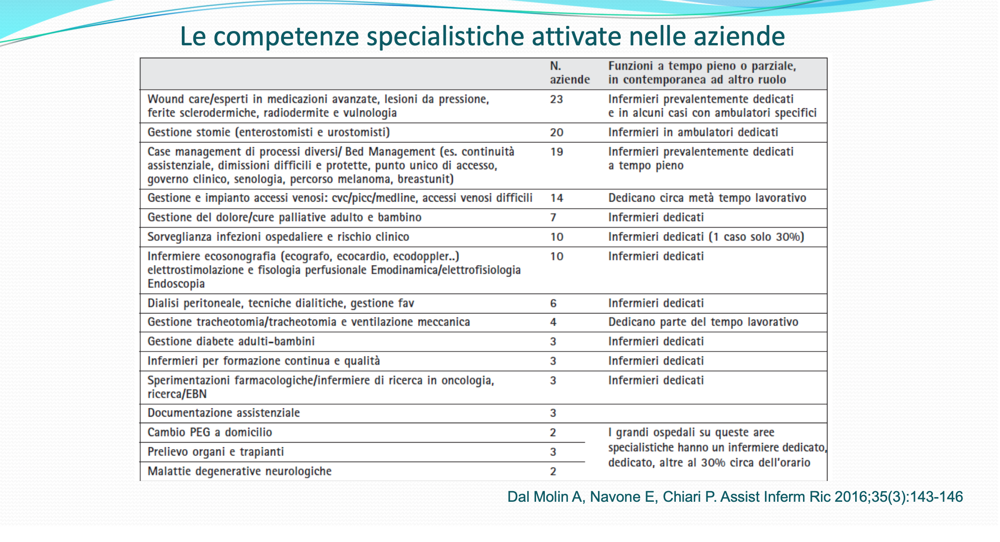 Le competenze specialistiche attivate nelle aziende
N.
aziende
Funzioni a tempo pieno o parziale,
in contemporanea ad altro ruolo
Wound care/esperti in medicazioni avanzate, lesioni da pressione,
ferite sclerodermiche, radiodermite e vulnologia
23
Infermieri prevalentemente dedicati
e in alcuni casi con ambulatori specifici
Gestione stomie (enterostomisti e urostomisti)
20
Infermieri in ambulatori dedicati
Case management di processi diversi/ Bed Management (es. continuità
assistenziale, dimissioni difficili e protette, punto unico di accesso,
governo clinico, senologia, percorso melanoma, breastunit)
19
Infermieri prevalentemente dedicati
a tempo pieno
Gestione e impianto accessi venosi: cvc/picc/medline, accessi venosi difficili
14
Dedicano circa metà tempo lavorativo
Gestione del dolore/cure palliative adulto e bambino
7
Infermieri dedicati
Sorveglianza infezioni ospedaliere e rischio clinico
10
Infermieri dedicati (1 caso solo 30%)
Infermiere ecosonografia (ecografo, ecocardio, ecodoppler..)
elettrostimolazione e fisologia perfusionale Emodinamica/elettrofisiologia
Endoscopia
10
Infermieri dedicati
Dialisi peritoneale, tecniche dialitiche, gestione fav
6
Infermieri dedicati
Gestione tracheotomia/tracheotomia e ventilazione meccanica
4
Dedicano parte del tempo lavorativo
Gestione diabete adulti-bambini
3
Infermieri dedicati
Infermieri per formazione continua e qualità
3
Infermieri dedicati
Sperimentazioni farmacologiche/infermiere di ricerca in oncologia,
ricerca/EBN
3
Infermieri dedicati
Documentazione assistenziale
3
Cambio PEG a domicilio
2
Prelievo organi e trapianti
3
Malattie degenerative neurologiche
2
I grandi ospedali su queste aree
specialistiche hanno un infermiere dedicato,
dedicato, altre al 30% circa dell'orario
Dal Molin A, Navone E, Chiari P. Assist Inferm Ric 2016;35(3):143-146